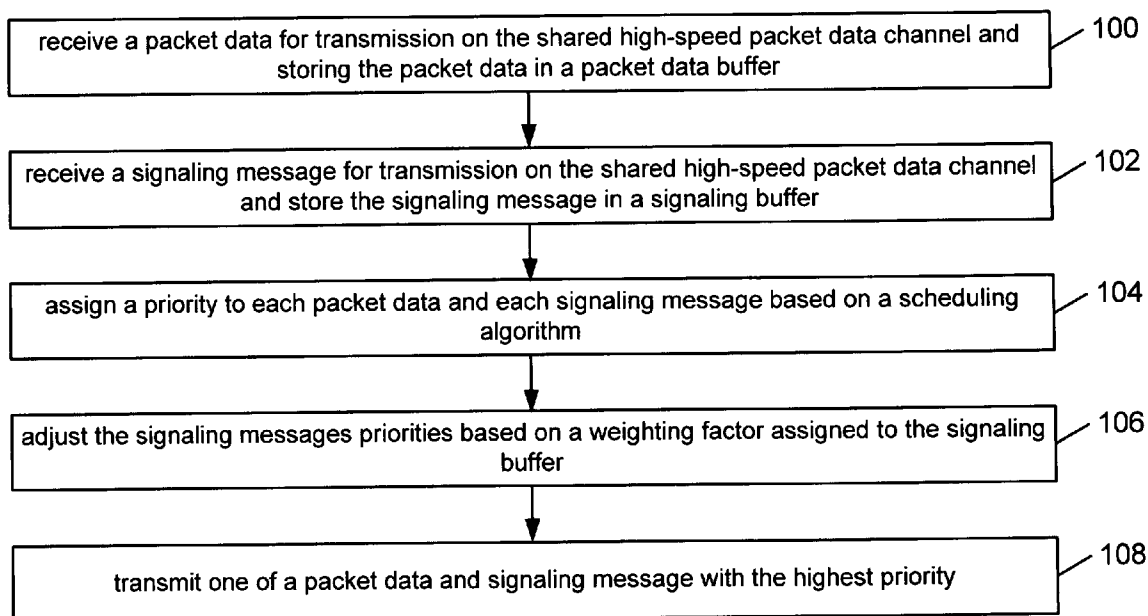 receive a packet data for transmission on the shared high-speed packet data channel and
storing the packet data in a packet data buffer
100
receive a signaling message for transmission on the shared high-speed packet data channel
and store the signaling message in a signaling buffer
102
assign a priority to each packet data and each signaling message based on a scheduling
algorithm
104
adjust the signaling messages priorities based on a weighting factor assigned to the signaling
buffer
106
transmit one of a packet data and signaling message with the highest priority
108